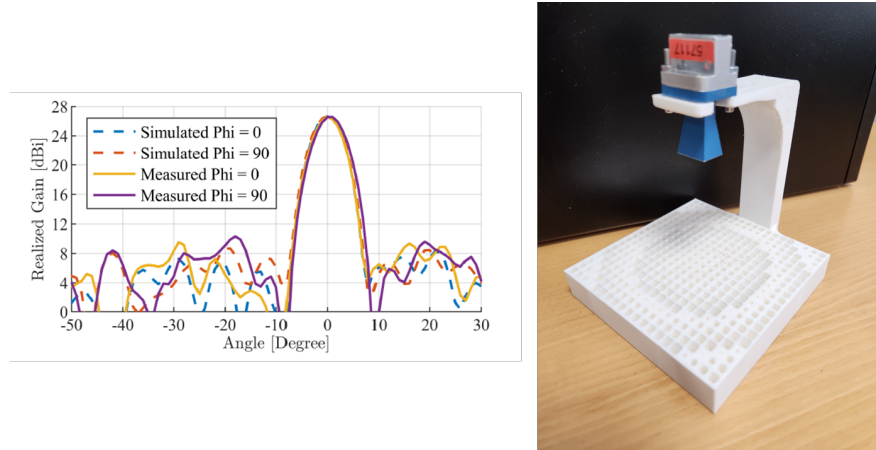 28
24
20
16
12
8
4
0
Realized Gain [dBi]
Simulated Phi = 0
Simulated Phi = 90
Measured Phi = 0
Measured Phi = 90
-50 -40 -30 -20 -10 0 10 20 30
Angle [Degree]
57117